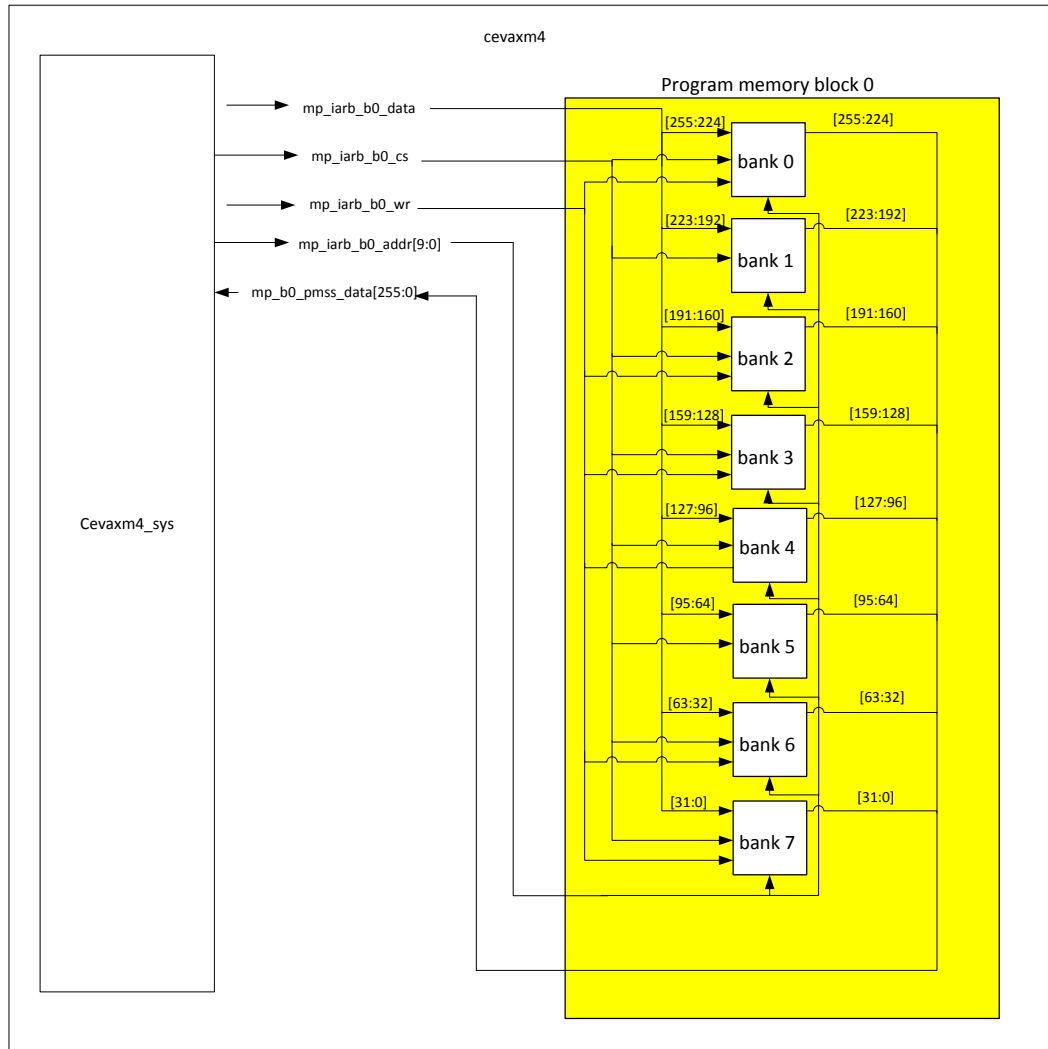 cevaxm4
Program memory block 0
mp_iarb_b0_data
[255:224]
[255:224]
mp_iarb_b0_cs
bank 0
mp_iarb_b0_wr
[223:192]
[223:192]
mp_iarb_b0_addr[9:0]
bank 1
mp_b0_pmss_data[255:0]
[191:160]
[191:160]
bank 2
[159:128]
[159:128]
bank 3
[127:96]
[127:96]
Cevaxm4_sys
bank 4
[95:64]
[95:64]
bank 5
[63:32]
[63:32]
bank 6
[31:0]
[31:0]
bank 7